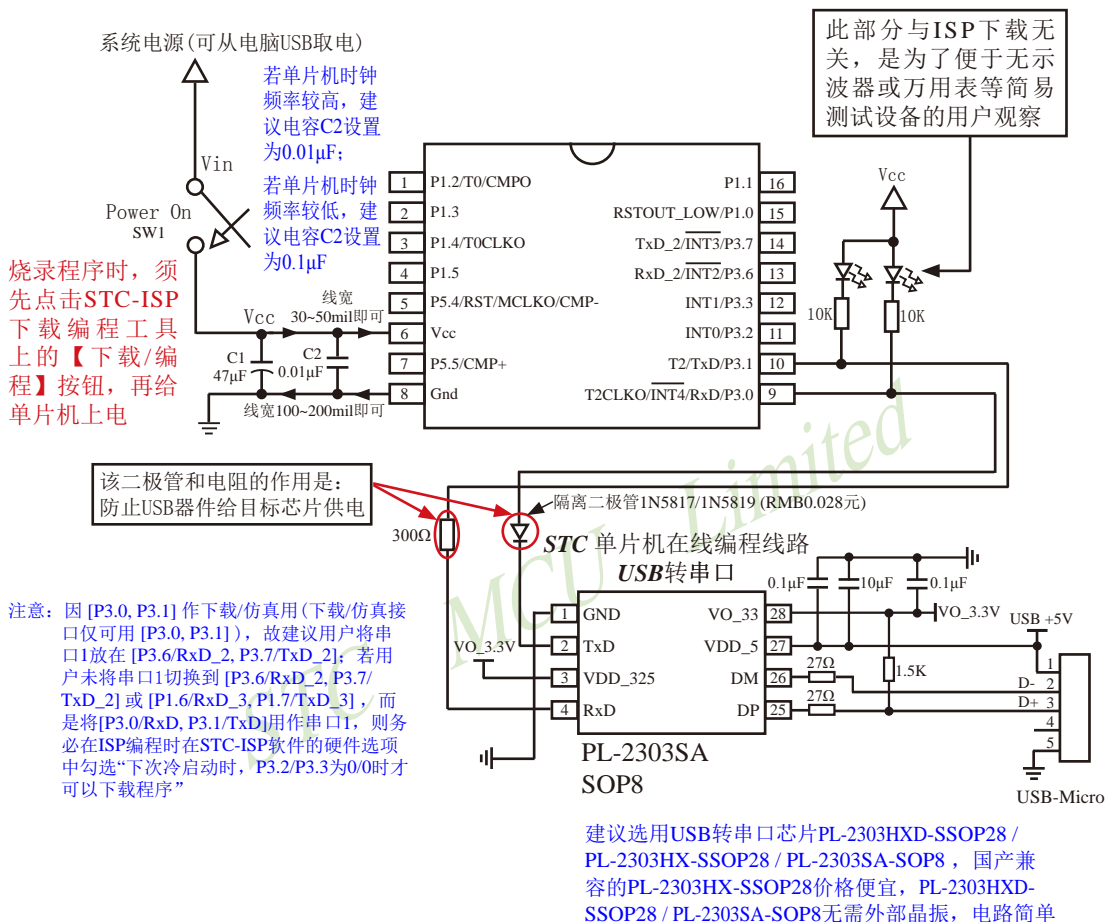 系统电源(可从电脑USB取电)
若单片机时钟
频率较高，建
议电容C2设置
为0.01μF；
若单片机时钟
频率较低，建
议电容C2设置
为0.1μF
Vin
Power On
SW1
烧录程序时，须
先点击STC-ISP
下载编程工具
上的【下载/编
程】按钮，再给
单片机上电
Vcc
线宽
30~50mil即可
C1
47μF
C2
0.01μF
线宽100~200mil即可
1 P1.2/T0/CMPO
2 P1.3
3 P1.4/T0CLKO
4 P1.5
5 P5.4/RST/MCLKO/CMP-
6 Vcc
7 P5.5/CMP+
8 Gnd
P1.1 16
RSTOUT_LOW/P1.0 15
TxD_2/INT3/P3.7 14
RxD_2/INT2/P3.6 13
INT1/P3.3 12
INT0/P3.2 11
T2/TxD/P3.1 10
T2CLKO/INT4/RxD/P3.0 9
此部分与ISP下载无
关，是为了便于无示
波器或万用表等简易
测试设备的用户观察
Vcc
10K
10K
该二极管和电阻的作用是：
防止USB器件给目标芯片供电
300Ω
隔离二极管1N5817/1N5819 (RMB0.028元)
STC 单片机在线编程线路
USB转串口
STC MCU Limited
注意：因 [P3.0, P3.1] 作下载/仿真用(下载/仿真接
口仅可用 [P3.0, P3.1] )，故建议用户将串
口1放在 [P3.6/RxD_2, P3.7/TxD_2]；若用
户未将串口1切换到 [P3.6/RxD_2, P3.7/
TxD_2] 或 [P1.6/RxD_3, P1.7/TxD_3]，而
是将[P3.0/RxD, P3.1/TxD]用作串口1，则务
必在ISP编程时在STC-ISP软件的硬件选项
中勾选“下次冷启动时，P3.2/P3.3为0/0时才
可以下载程序”
VO_3.3V
1 GND
2 TxD
3 VDD_325
4 RxD
VO_33 28
VDD_5 27
DM 26
DP 25
PL-2303SA
SOP8
0.1μF
10μF
0.1μF
VO_3.3V
USB +5V
27Ω
27Ω
1.5K
1
D- 2
D+ 3
4
5
USB-Micro
建议选用USB转串口芯片PL-2303HXD-SSOP28 /
PL-2303HX-SSOP28 / PL-2303SA-SOP8 ，国产兼
容的PL-2303HX-SSOP28价格便宜，PL-2303HXD-
SSOP28 / PL-2303SA-SOP8无需外部晶振，电路简单